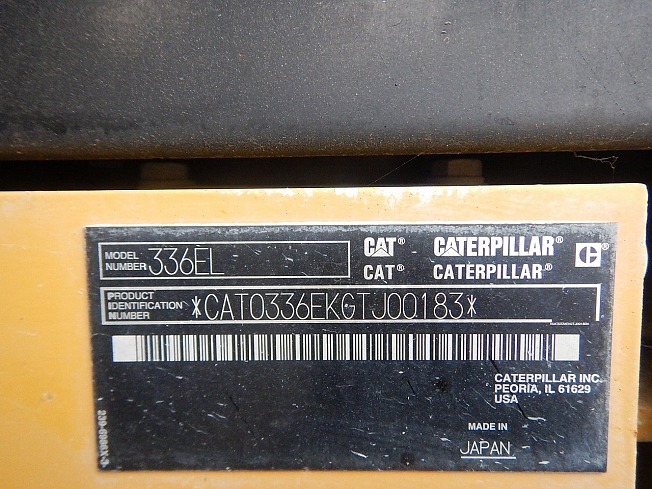 MODEL NUMBER 336EL
CAT® CATERPILLAR®
CAT® CATERPILLAR®
PRODUCT IDENTIFICATION NUMBER *CAT0336EKGTJ00183*
CATERPILLAR INC.
PEORIA, IL 61629
USA
MADE IN
JAPAN